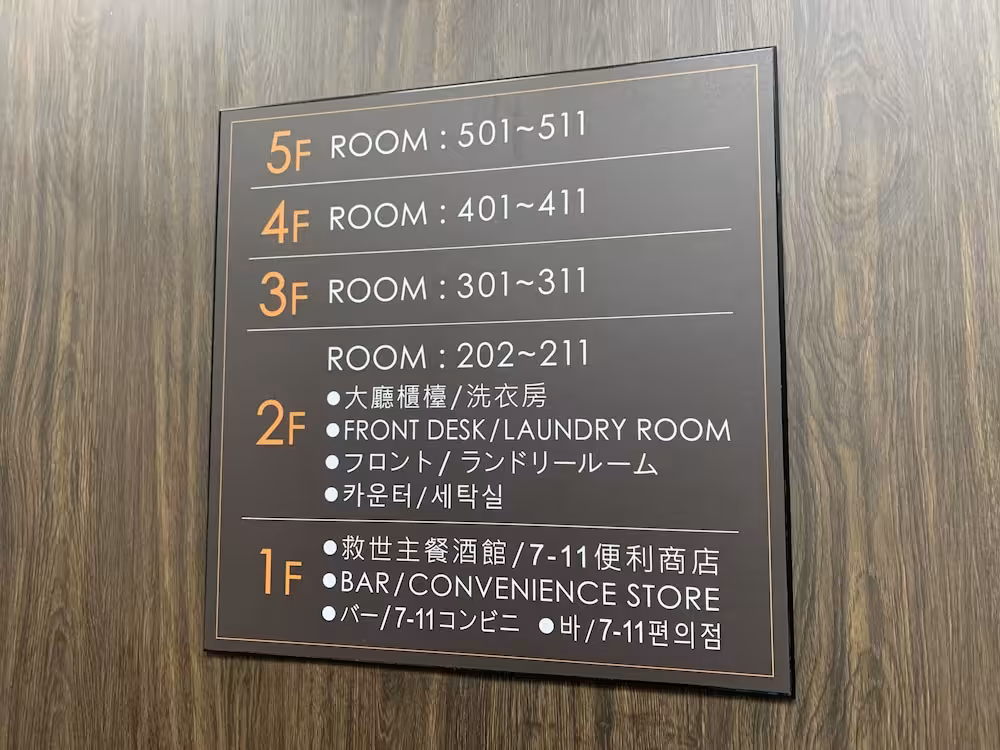 5F ROOM : 501~511
4F ROOM : 401~411
3F ROOM : 301~311
ROOM : 202~211
●大廳櫃檯/洗衣房
2F ●FRONT DESK/LAUNDRY ROOM
●フロント/ランドリールーム
●카운터/세탁실
●救世主餐酒館/7-11便利商店
1F ●BAR/CONVENIENCE STORE
●バー/7-11コンビニ ●바/7-11편의점